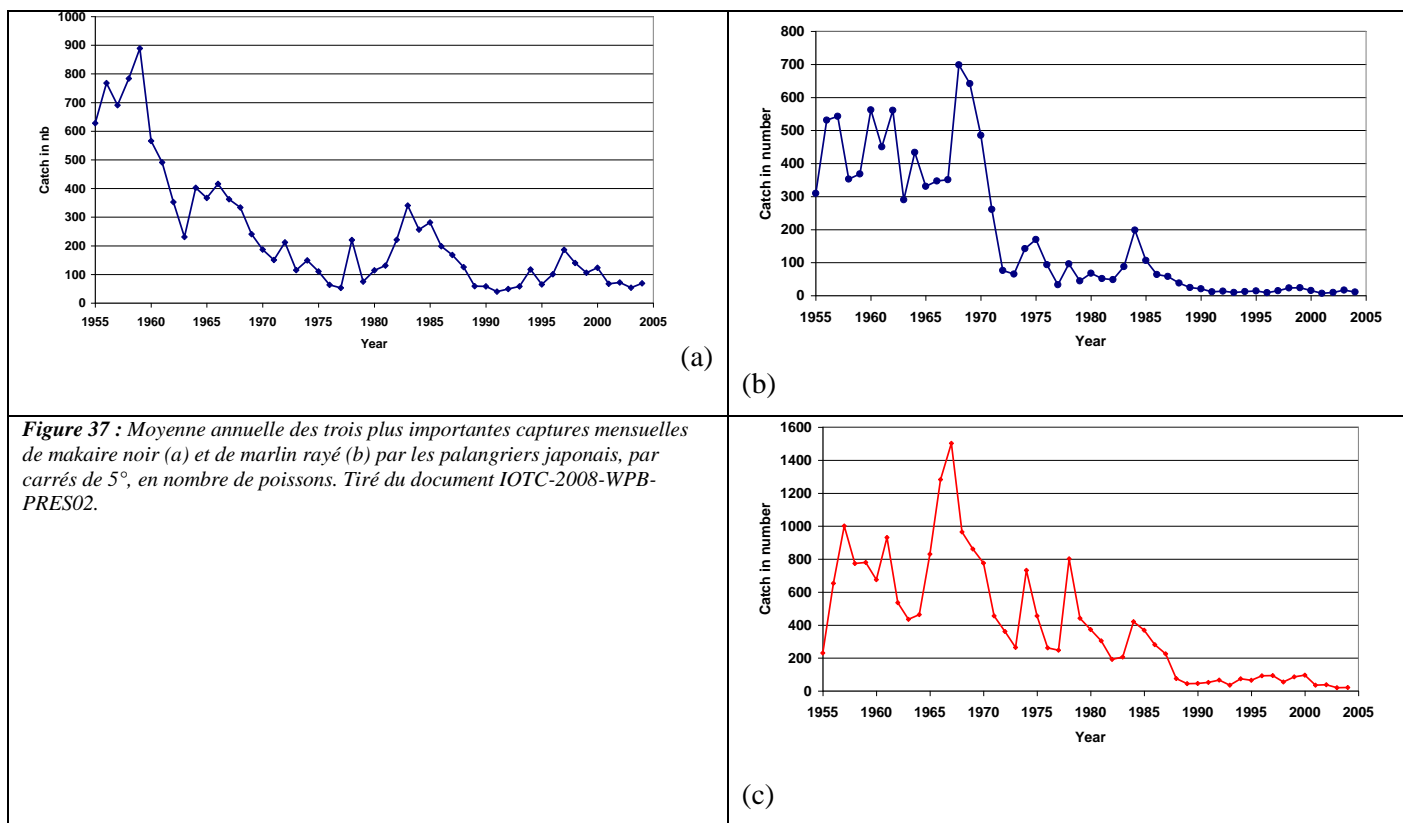 1000
900
800
700
600
500
400
300
200
100
0
Catch in nb
1955 1960 1965 1970 1975 1980 1985 1990 1995 2000 2005
Year
(a)
800
700
600
500
400
300
200
100
0
Catch in number
1955 1960 1965 1970 1975 1980 1985 1990 1995 2000 2005
Year
(b)
Figure 37 : Moyenne annuelle des trois plus importantes captures mensuelles
de makaire noir (a) et de marlin rayé (b) par les palangriers japonais, par
carrés de 5°, en nombre de poissons. Tiré du document IOTC-2008-WPB-
PRES02.
1600
1400
1200
1000
800
600
400
200
0
Catch in number
1955 1960 1965 1970 1975 1980 1985 1990 1995 2000 2005
Year
(c)